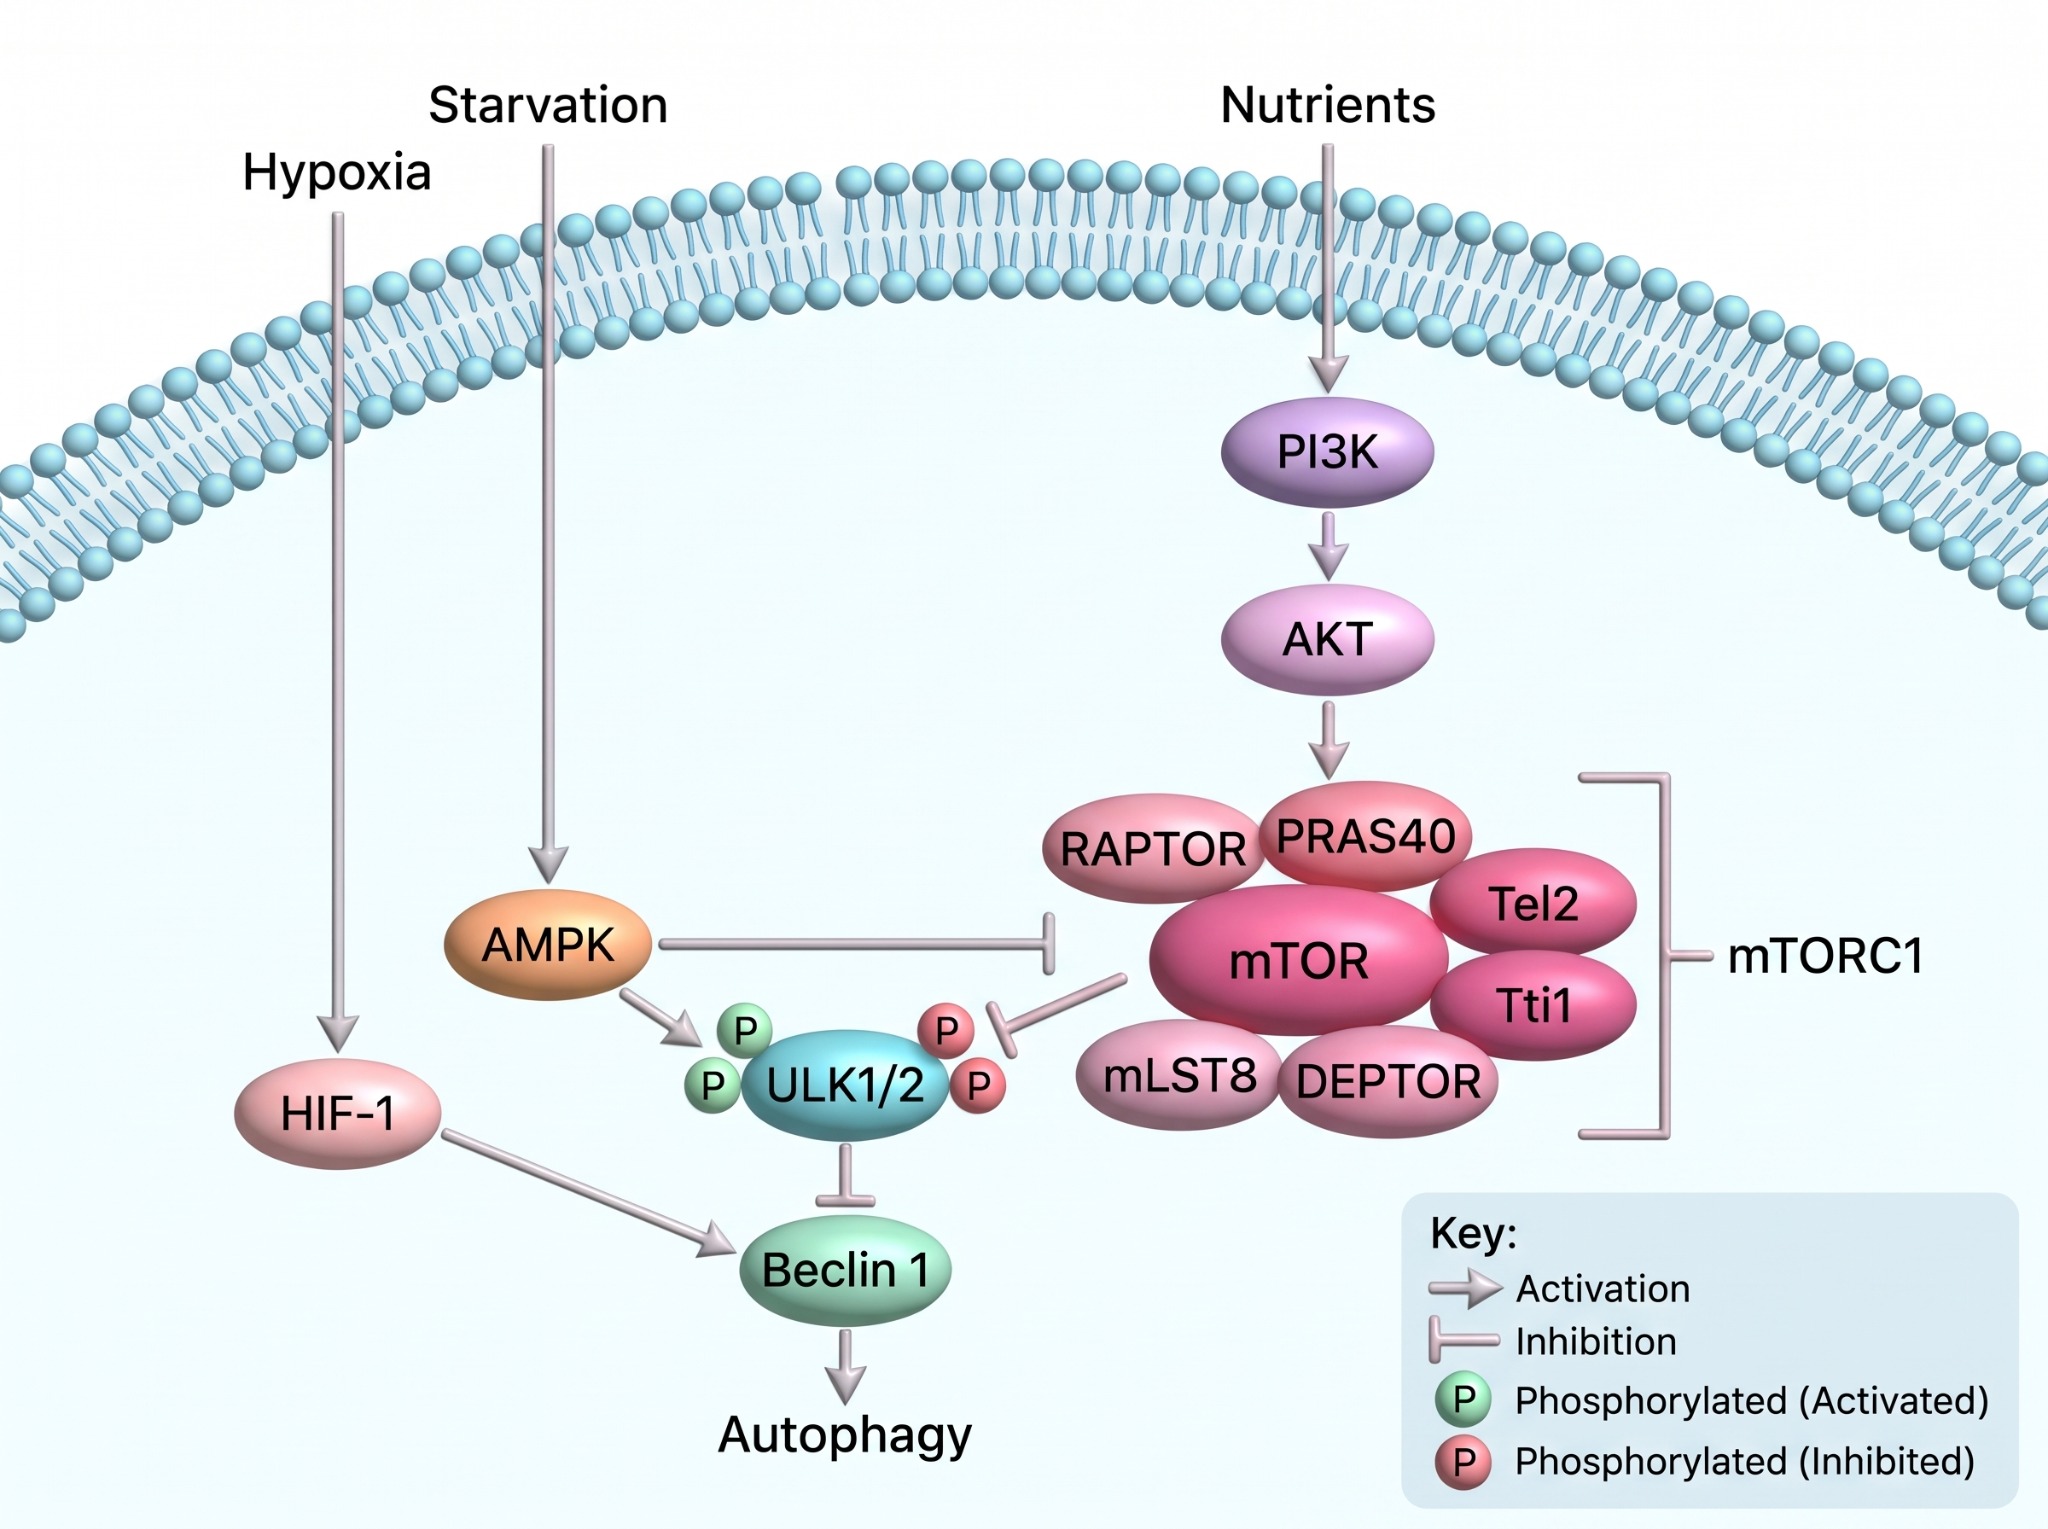 Starvation
Nutrients
Hypoxia
PI3K
AKT
RAPTOR
PRAS40
Tel2
AMPK
mTOR
mTORC1
Tti1
P
P
P
P
ULK1/2
mLST8
DEPTOR
HIF-1
Beclin 1
Autophagy
Key:
Activation
Inhibition
P Phosphorylated (Activated)
P Phosphorylated (Inhibited)